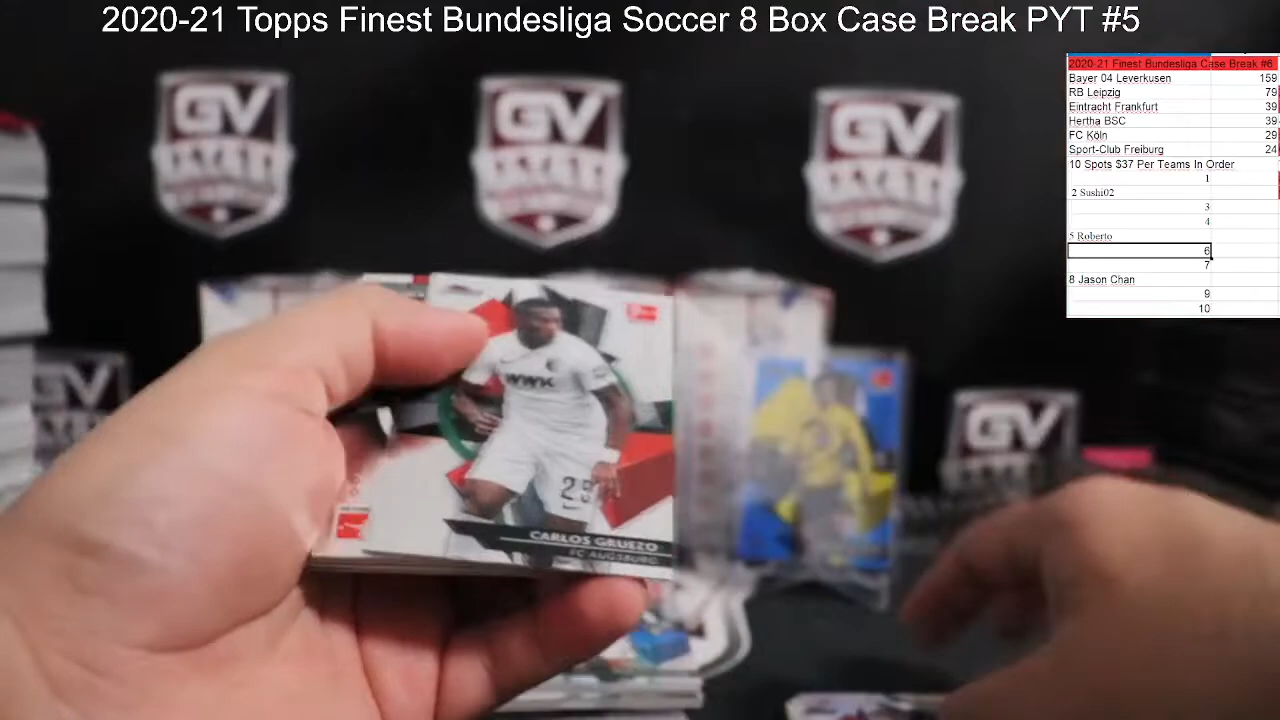 2020-21 Topps Finest Bundesliga Soccer 8 Box Case Break PYT #5
2020-21 Finest Bundesliga Case Break #6
Bayer 04 Leverkusen 159
RB Leipzig 79
Eintracht Frankfurt 39
Hertha BSC 39
FC Köln 29
Sport-Club Freiburg 24
10 Spots $37 Per Teams In Order
1
2 Sushi02
3
4
5 Roberto
6
7
8 Jason Chan
9
10
GV
GV
GV
GV
GV
WWK
25
CARLOS GRUEZO
FC AUGSBURG